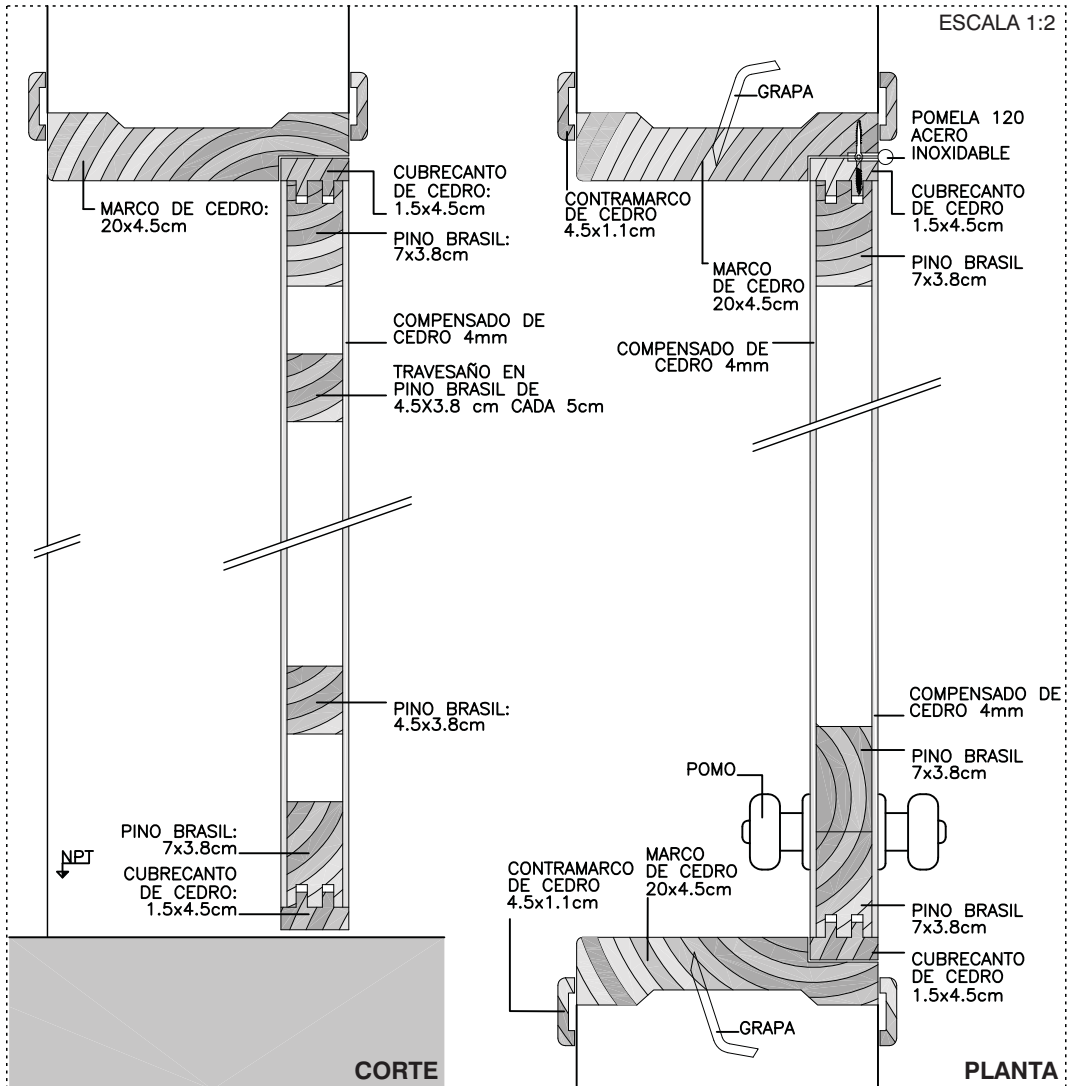 ESCALA 1:2
MARCO DE CEDRO:
20x4.5cm
CUBRECANTO
DE CEDRO:
1.5x4.5cm
PINO BRASIL:
7x3.8cm
COMPENSADO DE
CEDRO 4mm
TRAVESAÑO EN
PINO BRASIL DE
4.5X3.8 cm CADA 5cm
PINO BRASIL:
4.5x3.8cm
PINO BRASIL:
7x3.8cm
NPT
CUBRECANTO
DE CEDRO:
1.5x4.5cm
CORTE
GRAPA
POMELA 120
ACERO
INOXIDABLE
CONTRAMARCO
DE CEDRO
4.5x1.1cm
CUBRECANTO
DE CEDRO
1.5x4.5cm
MARCO
DE CEDRO
20x4.5cm
PINO BRASIL
7x3.8cm
COMPENSADO DE
CEDRO 4mm
COMPENSADO DE
CEDRO 4mm
PINO BRASIL
7x3.8cm
POMO
CONTRAMARCO
DE CEDRO
4.5x1.1cm
MARCO
DE CEDRO
20x4.5cm
PINO BRASIL
7x3.8cm
CUBRECANTO
DE CEDRO
1.5x4.5cm
GRAPA
PLANTA